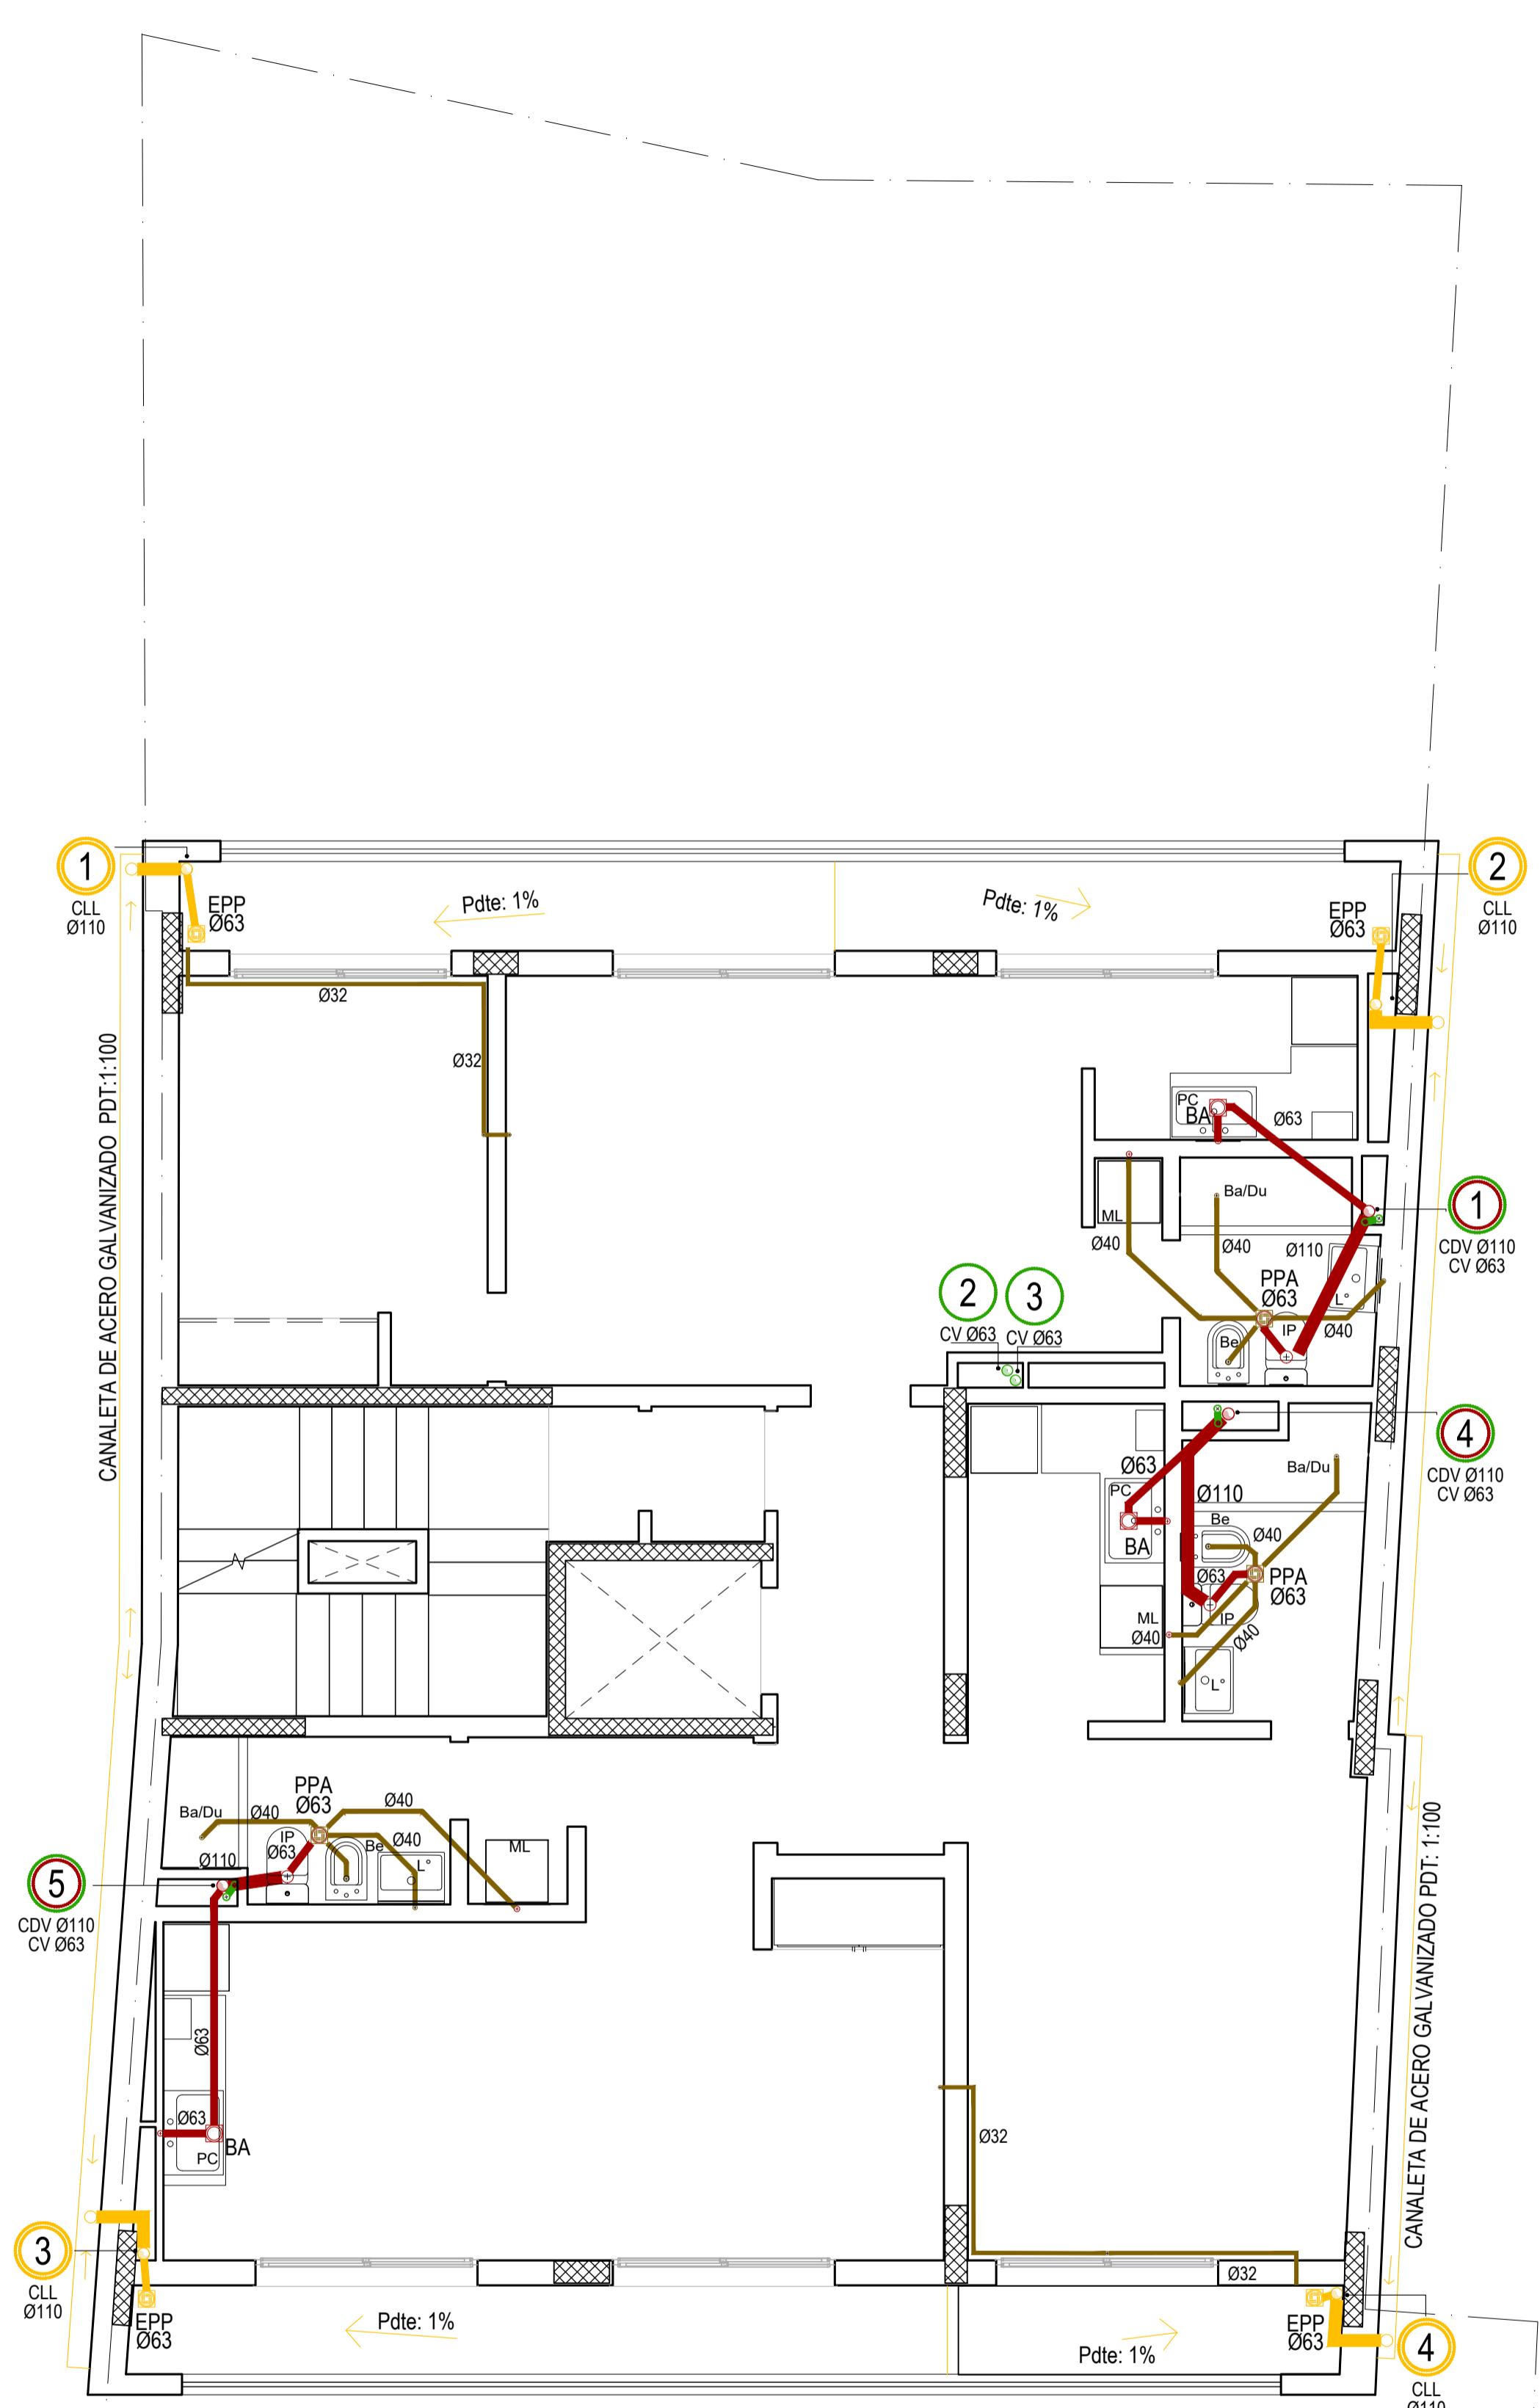 1
CLL
Ø110
EPP
Ø63
Pdte: 1%
Pdte: 1%
EPP
Ø63
2
CLL
Ø110
Ø32
Ø32
CANALETA DE ACERO GALVANIZADO PDT:1:100
PC
BA
Ø63
ML
Ø40
Ba/Du
Ø40
Ø110
PPA
Ø63
L
IP
Be
Ø40
1
CDV Ø110
CV Ø63
2
CV Ø63
3
CV Ø63
4
CDV Ø110
CV Ø63
Ø63
PC
BA
Ø110
Ba/Du
Be
Ø40
Ø63
PPA
Ø63
ML
Ø40
IP
Ø40
L
PPA
Ø63
Ba/Du
Ø40
Ø40
IP
Ø63
Be
Ø40
L
ML
Ø110
5
CDV Ø110
CV Ø63
Ø63
Ø63
PC
BA
CANALETA DE ACERO GALVANIZADO PDT: 1:100
Ø32
Ø32
3
CLL
Ø110
EPP
Ø63
Pdte: 1%
Pdte: 1%
EPP
Ø63
4
CLL
Ø110